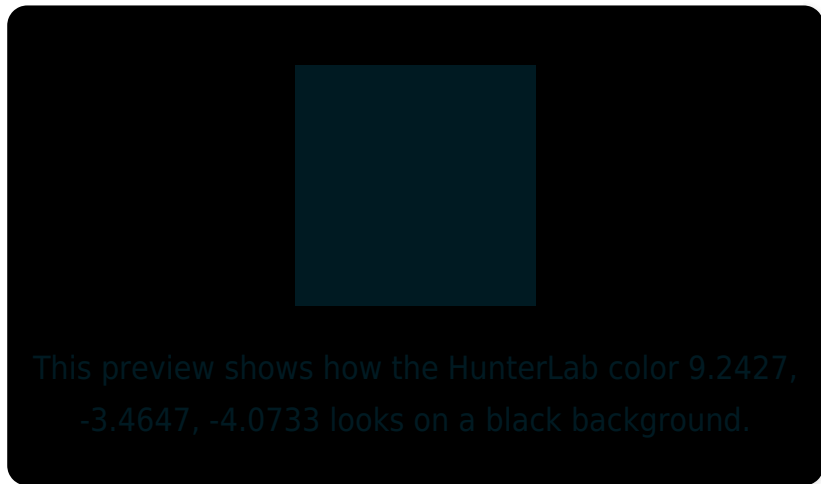 This preview shows how the HunterLab color 9.2427,
-3.4647, -4.0733 looks on a black background.